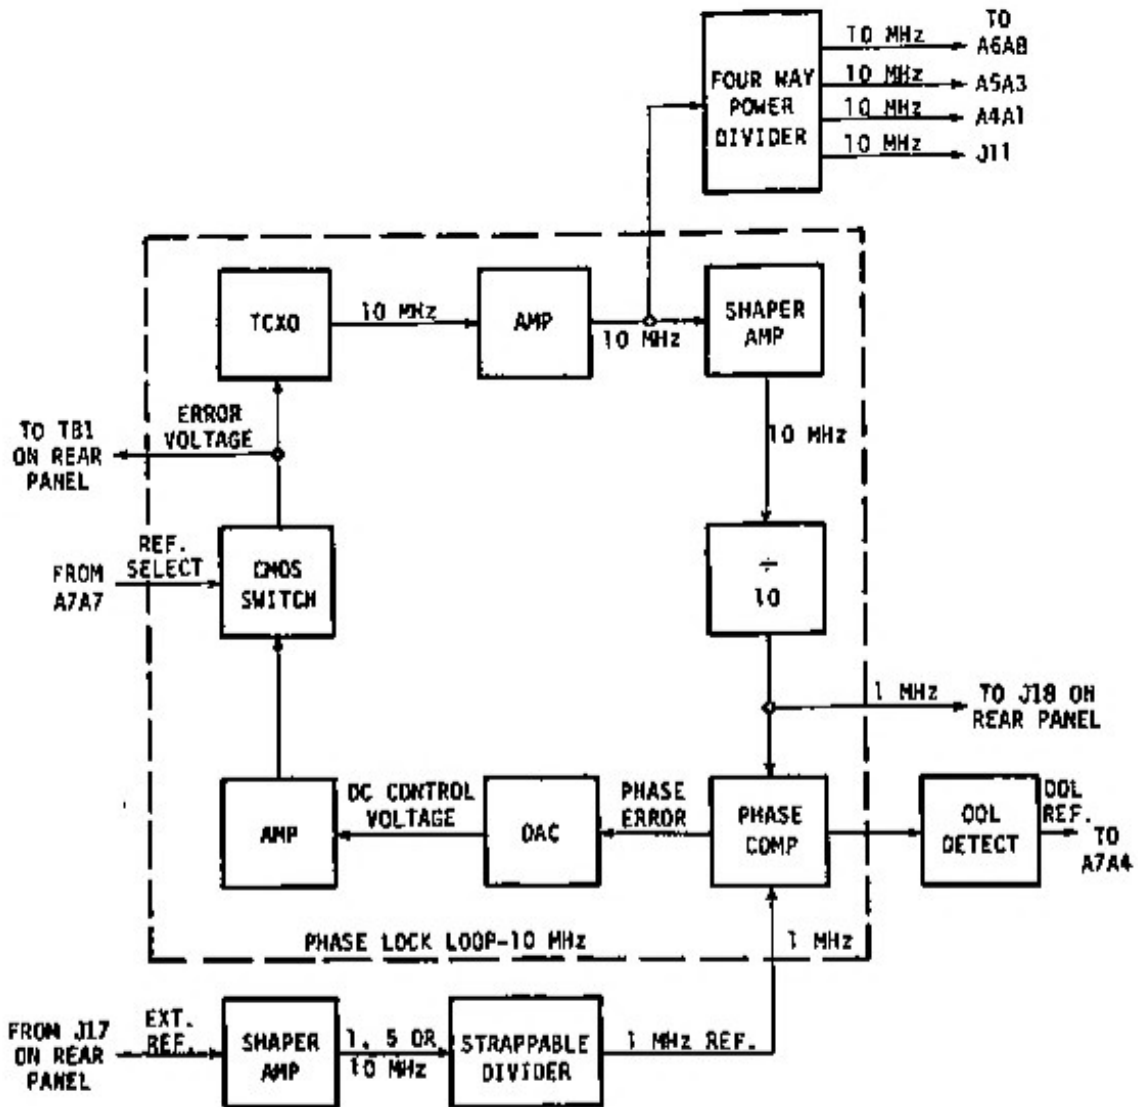 TO
10 MHz
A6A8
FOUR WAY
POWER
DIVIDER
10 MHz
A5A3
10 MHz
A4A1
10 MHz
J11
TCXO
10 MHz
AMP
10 MHz
SHAPER
AMP
ERROR
VOLTAGE
TO TB1
ON REAR
PANEL
10 MHz
REF.
SELECT
FROM
A7A7
CMOS
SWITCH
÷
10
1 MHz
TO J18 ON
REAR PANEL
AMP
DC CONTROL
VOLTAGE
DAC
PHASE
ERROR
PHASE
COMP
OOL
DETECT
OOL
REF.
TO
A7A4
PHASE LOCK LOOP-10 MHz
1 MHz
FROM J17
ON REAR
PANEL
EXT.
REF.
SHAPER
AMP
1, 5 OR
10 MHz
STRAPPABLE
DIVIDER
1 MHz REF.